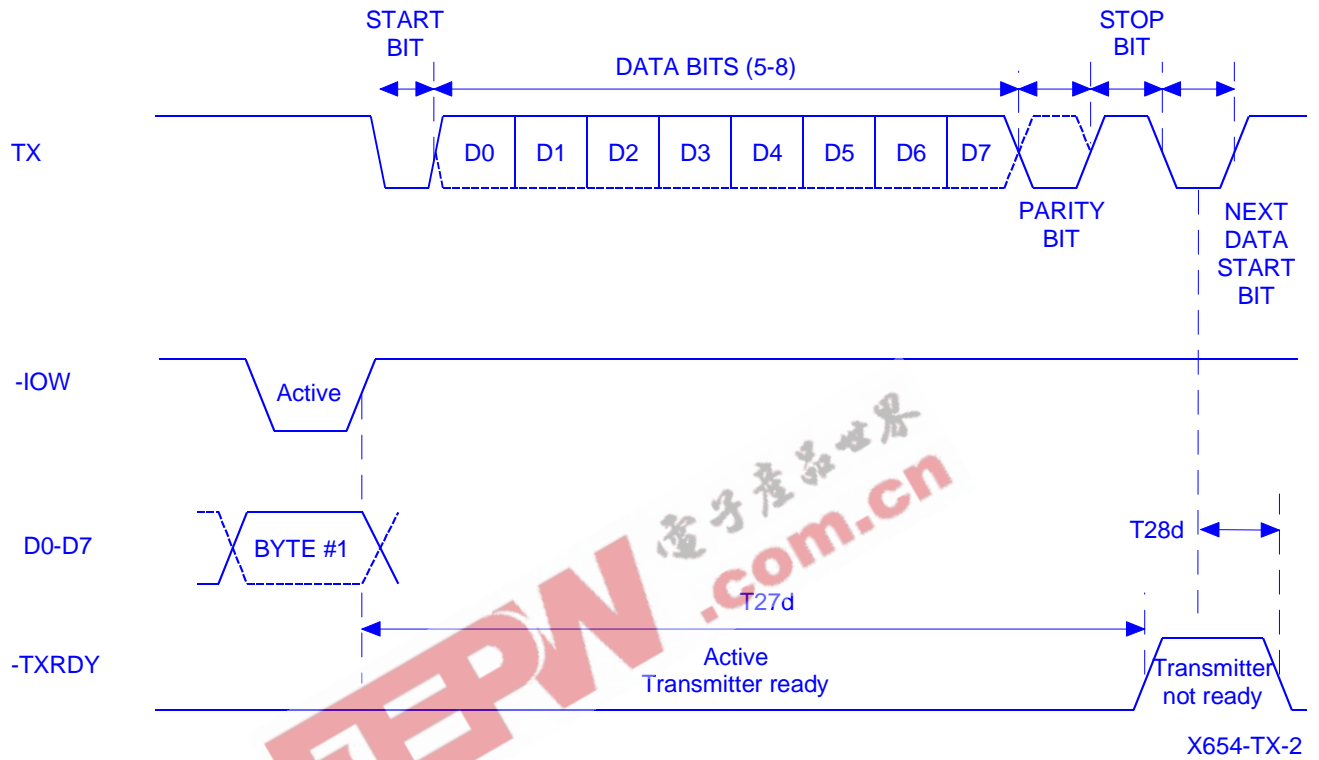 START
BIT
STOP
BIT
DATA BITS (5-8)
TX
D0
D1
D2
D3
D4
D5
D6
D7
PARITY
BIT
NEXT
DATA
START
BIT
-IOW
Active
電子產品世界
.com.cn
D0-D7
BYTE #1
T28d
T27d
EEPW
-TXRDY
Active
Transmitter ready
Transmitter
not ready
X654-TX-2